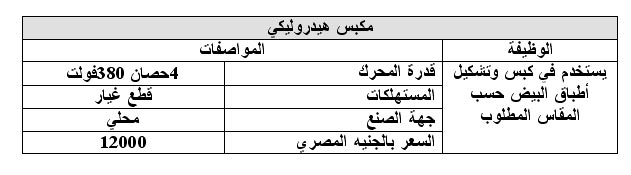 مكبس هيدروليكي
الوظيفة المواصفات
يستخدم في كبس وتشكيل قدرة المحرك 4حصان 380فولت
أطباق البيض حسب المستهلكات قطع غيار
المقاس المطلوب جهة الصنع محلي
السعر بالجنيه المصري 12000